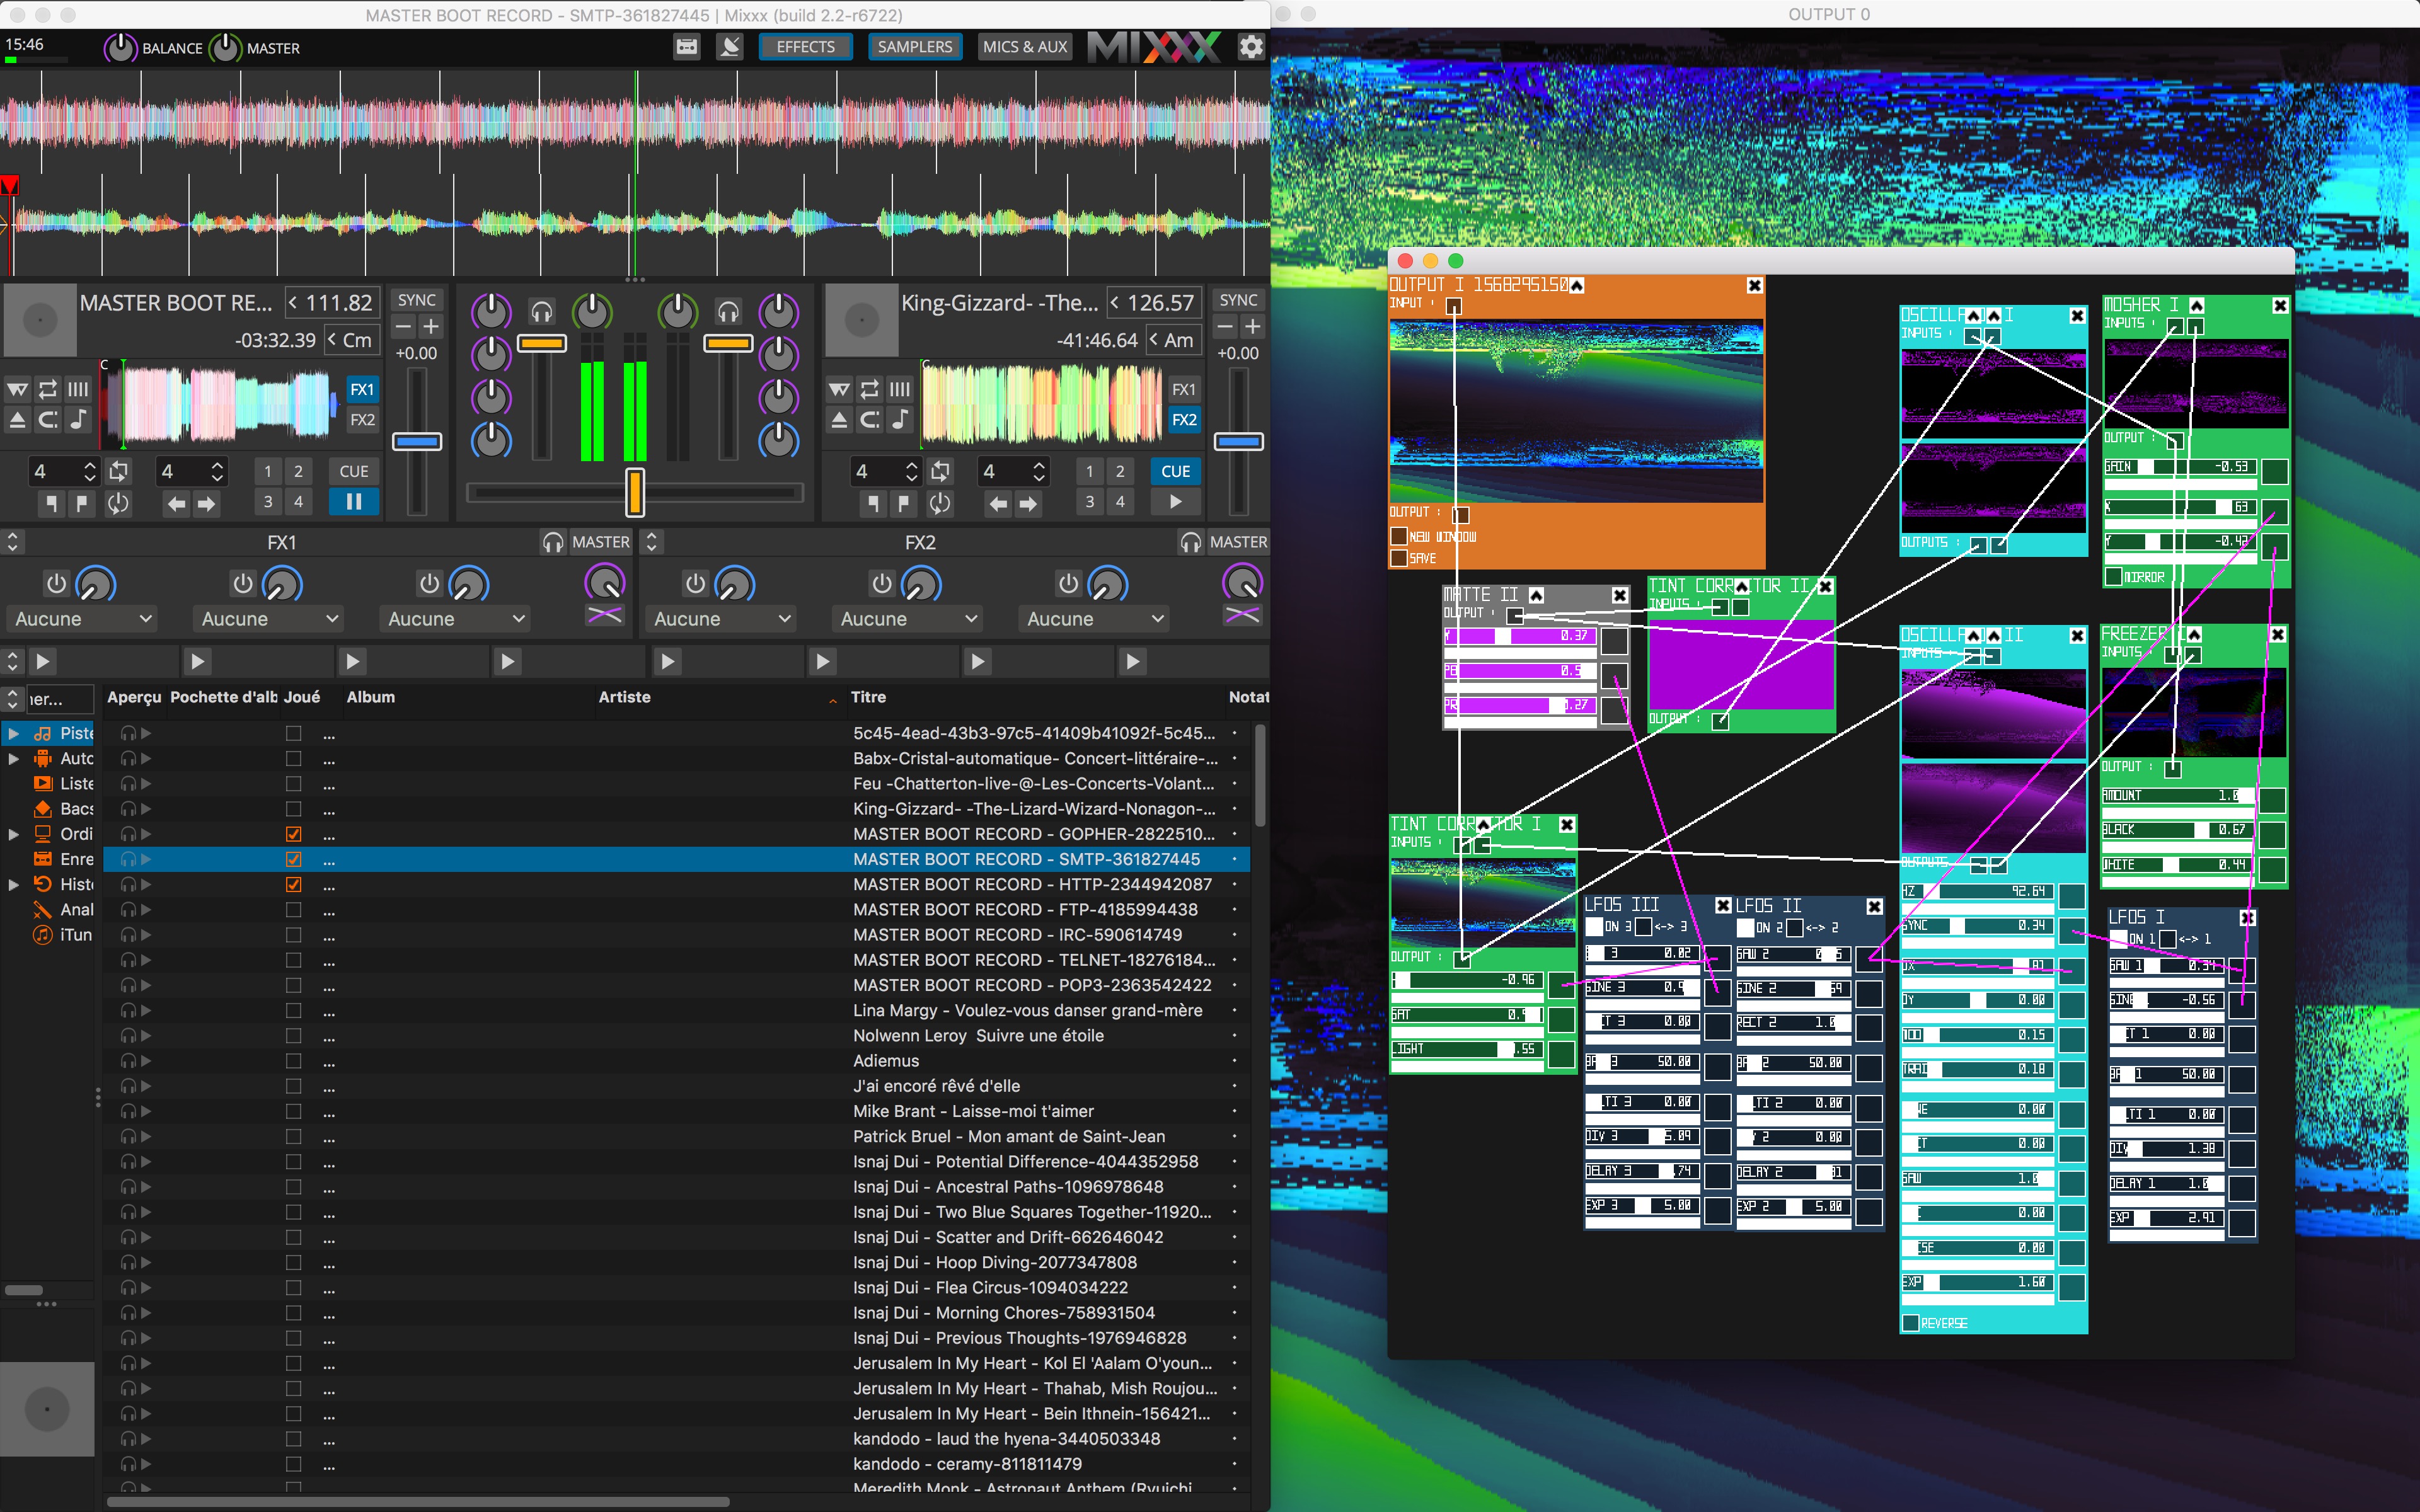 MASTER BOOT RECORD - SMTP-361827445 | Mixxx (build 2.2-r6722)
15:46
BALANCE
MASTER
EFFECTS
SAMPLERS
MICS & AUX
MIXXX
MASTER BOOT RE...
< 111.82
-03:32.39
< Cm
SYNC
+0.00
King-Gizzard- -The...
< 126.57
-41:46.64
< Am
SYNC
+0.00
C
FX1
FX2
C
FX1
FX2
4
4
1 2
3 4
CUE
4
4
1 2
3 4
CUE
FX1
MASTER
FX2
MASTER
Aucune
Aucune
Aucune
Aucune
Aucune
Aucune
Aperçu
Pochette d'alb
Joué
Album
Artiste
Titre
Notat
Piste
Auto
Liste
Bacs
Ordi
Enre
Histo
Anal
iTun
5c45-4ead-43b3-97c5-41409b41092f-5c45...
Babx-Cristal-automatique- Concert-littéraire-...
Feu -Chatterton-live-@-Les-Concerts-Volant...
King-Gizzard- -The-Lizard-Wizard-Nonagon-...
MASTER BOOT RECORD - GOPHER-2822510...
MASTER BOOT RECORD - SMTP-361827445
MASTER BOOT RECORD - HTTP-2344942087
MASTER BOOT RECORD - FTP-4185994438
MASTER BOOT RECORD - IRC-590614749
MASTER BOOT RECORD - TELNET-18276184...
MASTER BOOT RECORD - POP3-2363542422
Lina Margy - Voulez-vous danser grand-mère
Nolwenn Leroy  Suivre une étoile
Adiemus
J'ai encoré rêvé d'elle
Mike Brant - Laisse-moi t'aimer
Patrick Bruel - Mon amant de Saint-Jean
Isnaj Dui - Potential Difference-4044352958
Isnaj Dui - Ancestral Paths-1096978648
Isnaj Dui - Two Blue Squares Together-11920...
Isnaj Dui - Scatter and Drift-662646042
Isnaj Dui - Hoop Diving-2077347808
Isnaj Dui - Flea Circus-1094034222
Isnaj Dui - Morning Chores-758931504
Isnaj Dui - Previous Thoughts-1976946828
Jerusalem In My Heart - Kol El 'Aalam O'youn...
Jerusalem In My Heart - Thahab, Mish Roujou...
Jerusalem In My Heart - Bein Ithnein-156421...
kandodo - laud the hyena-3440503348
kandodo - ceramy-811811479
Meredith Monk - Astronaut Anthem (Ryuichi
OUTPUT 0
OUTPUT I 1568295150
INPUT :
OUTPUT :
NEW WINDOW
SAVE
MATTE II
OUTPUT :
Y 0.37
0.5
0.27
TINT CORR TOR II
INPUTS :
OUTPUT :
OSCILLA I
INPUTS :
OUTPUTS :
MOSHER I
INPUTS :
OUTPUT :
GAIN -0.53
X 63
Y -0.42
MIRROR
OSCILLA II
INPUTS :
OUTPUTS
HZ 92.64
SYNC 0.34
0.00
0.15
0.18
0.00
0.00
SAW 1.0
0.00
0.00
EXP 1.60
REVERSE
FREEZER
INPUTS :
OUTPUT :
AMOUNT 1.0
BLACK 0.67
WHITE 0.44
TINT CORR TOR I
INPUTS :
OUTPUT :
-0.96
SAT 0.9
LIGHT .55
LFOS III
ON 3 <-> 3
3 0.02
SINE 3 0.9
CT 3 0.00
3 50.00
LTI 3 0.00
DIV 3 5.09
DELAY 3 .74
EXP 3 5.00
LFOS II
ON 2 <-> 2
SAW 2
SINE 2
RECT 2 1.0
2 50.00
LTI 2 0.00
2 0.00
DELAY 2
EXP 2 5.00
LFOS I
ON 1 <-> 1
SAW 1 0.34
SINE -0.56
CT 1 0.00
1 50.00
LTI 1 0.00
DIV 1.38
DELAY 1 1.0
EXP 2.91